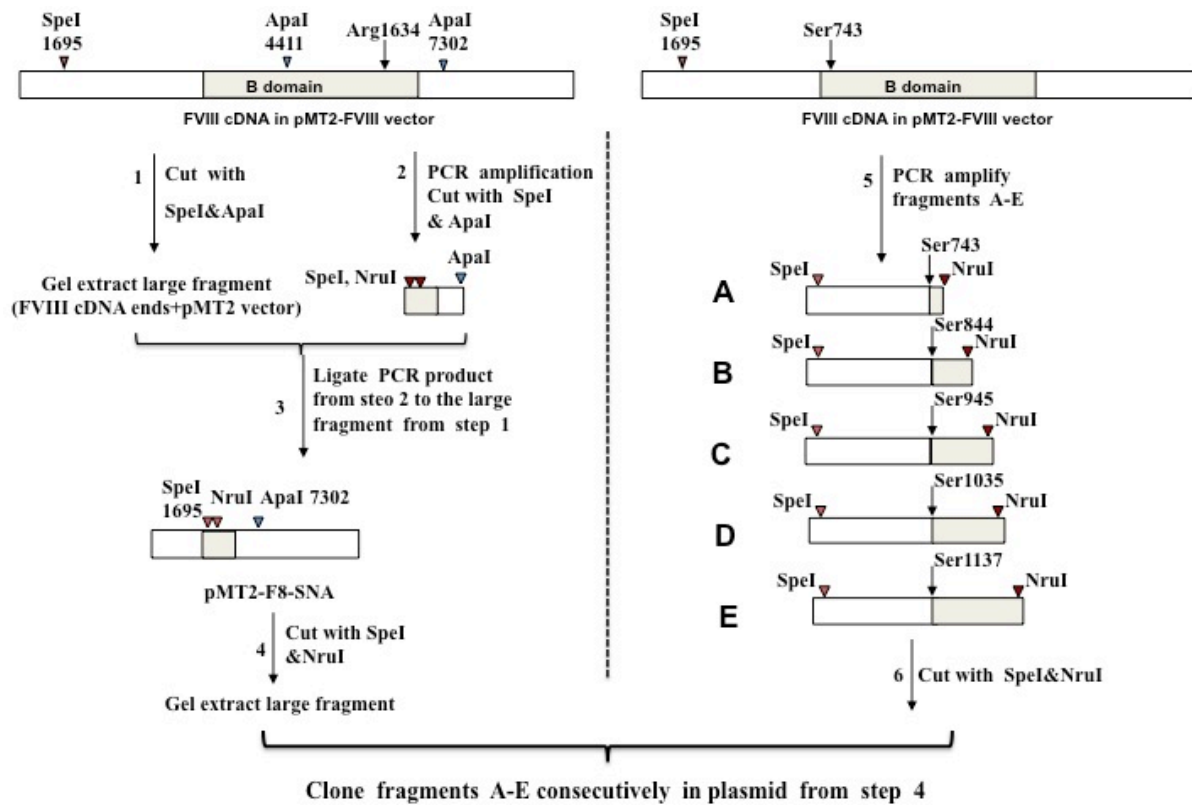 SpeI
1695
ApaI
4411
Arg1634
ApaI
7302
B domain
FVIII cDNA in pMT2-FVIII vector
1
Cut with
SpeI&ApaI
2
PCR amplification
Cut with SpeI
& ApaI
Gel extract large fragment
(FVIII cDNA ends+pMT2 vector)
SpeI, NruI
ApaI
3
Ligate PCR product
from steo 2 to the large
fragment from step 1
SpeI
1695
NruI
ApaI 7302
pMT2-F8-SNA
4
Cut with SpeI
&NruI
Gel extract large fragment
SpeI
1695
Ser743
B domain
FVIII cDNA in pMT2-FVIII vector
5
PCR amplify
fragments A-E
Ser743
A
SpeI
NruI
Ser844
B
SpeI
NruI
Ser945
C
SpeI
NruI
Ser1035
D
SpeI
NruI
Ser1137
E
SpeI
NruI
6
Cut with SpeI&NruI
Clone fragments A-E consecutively in plasmid from step 4